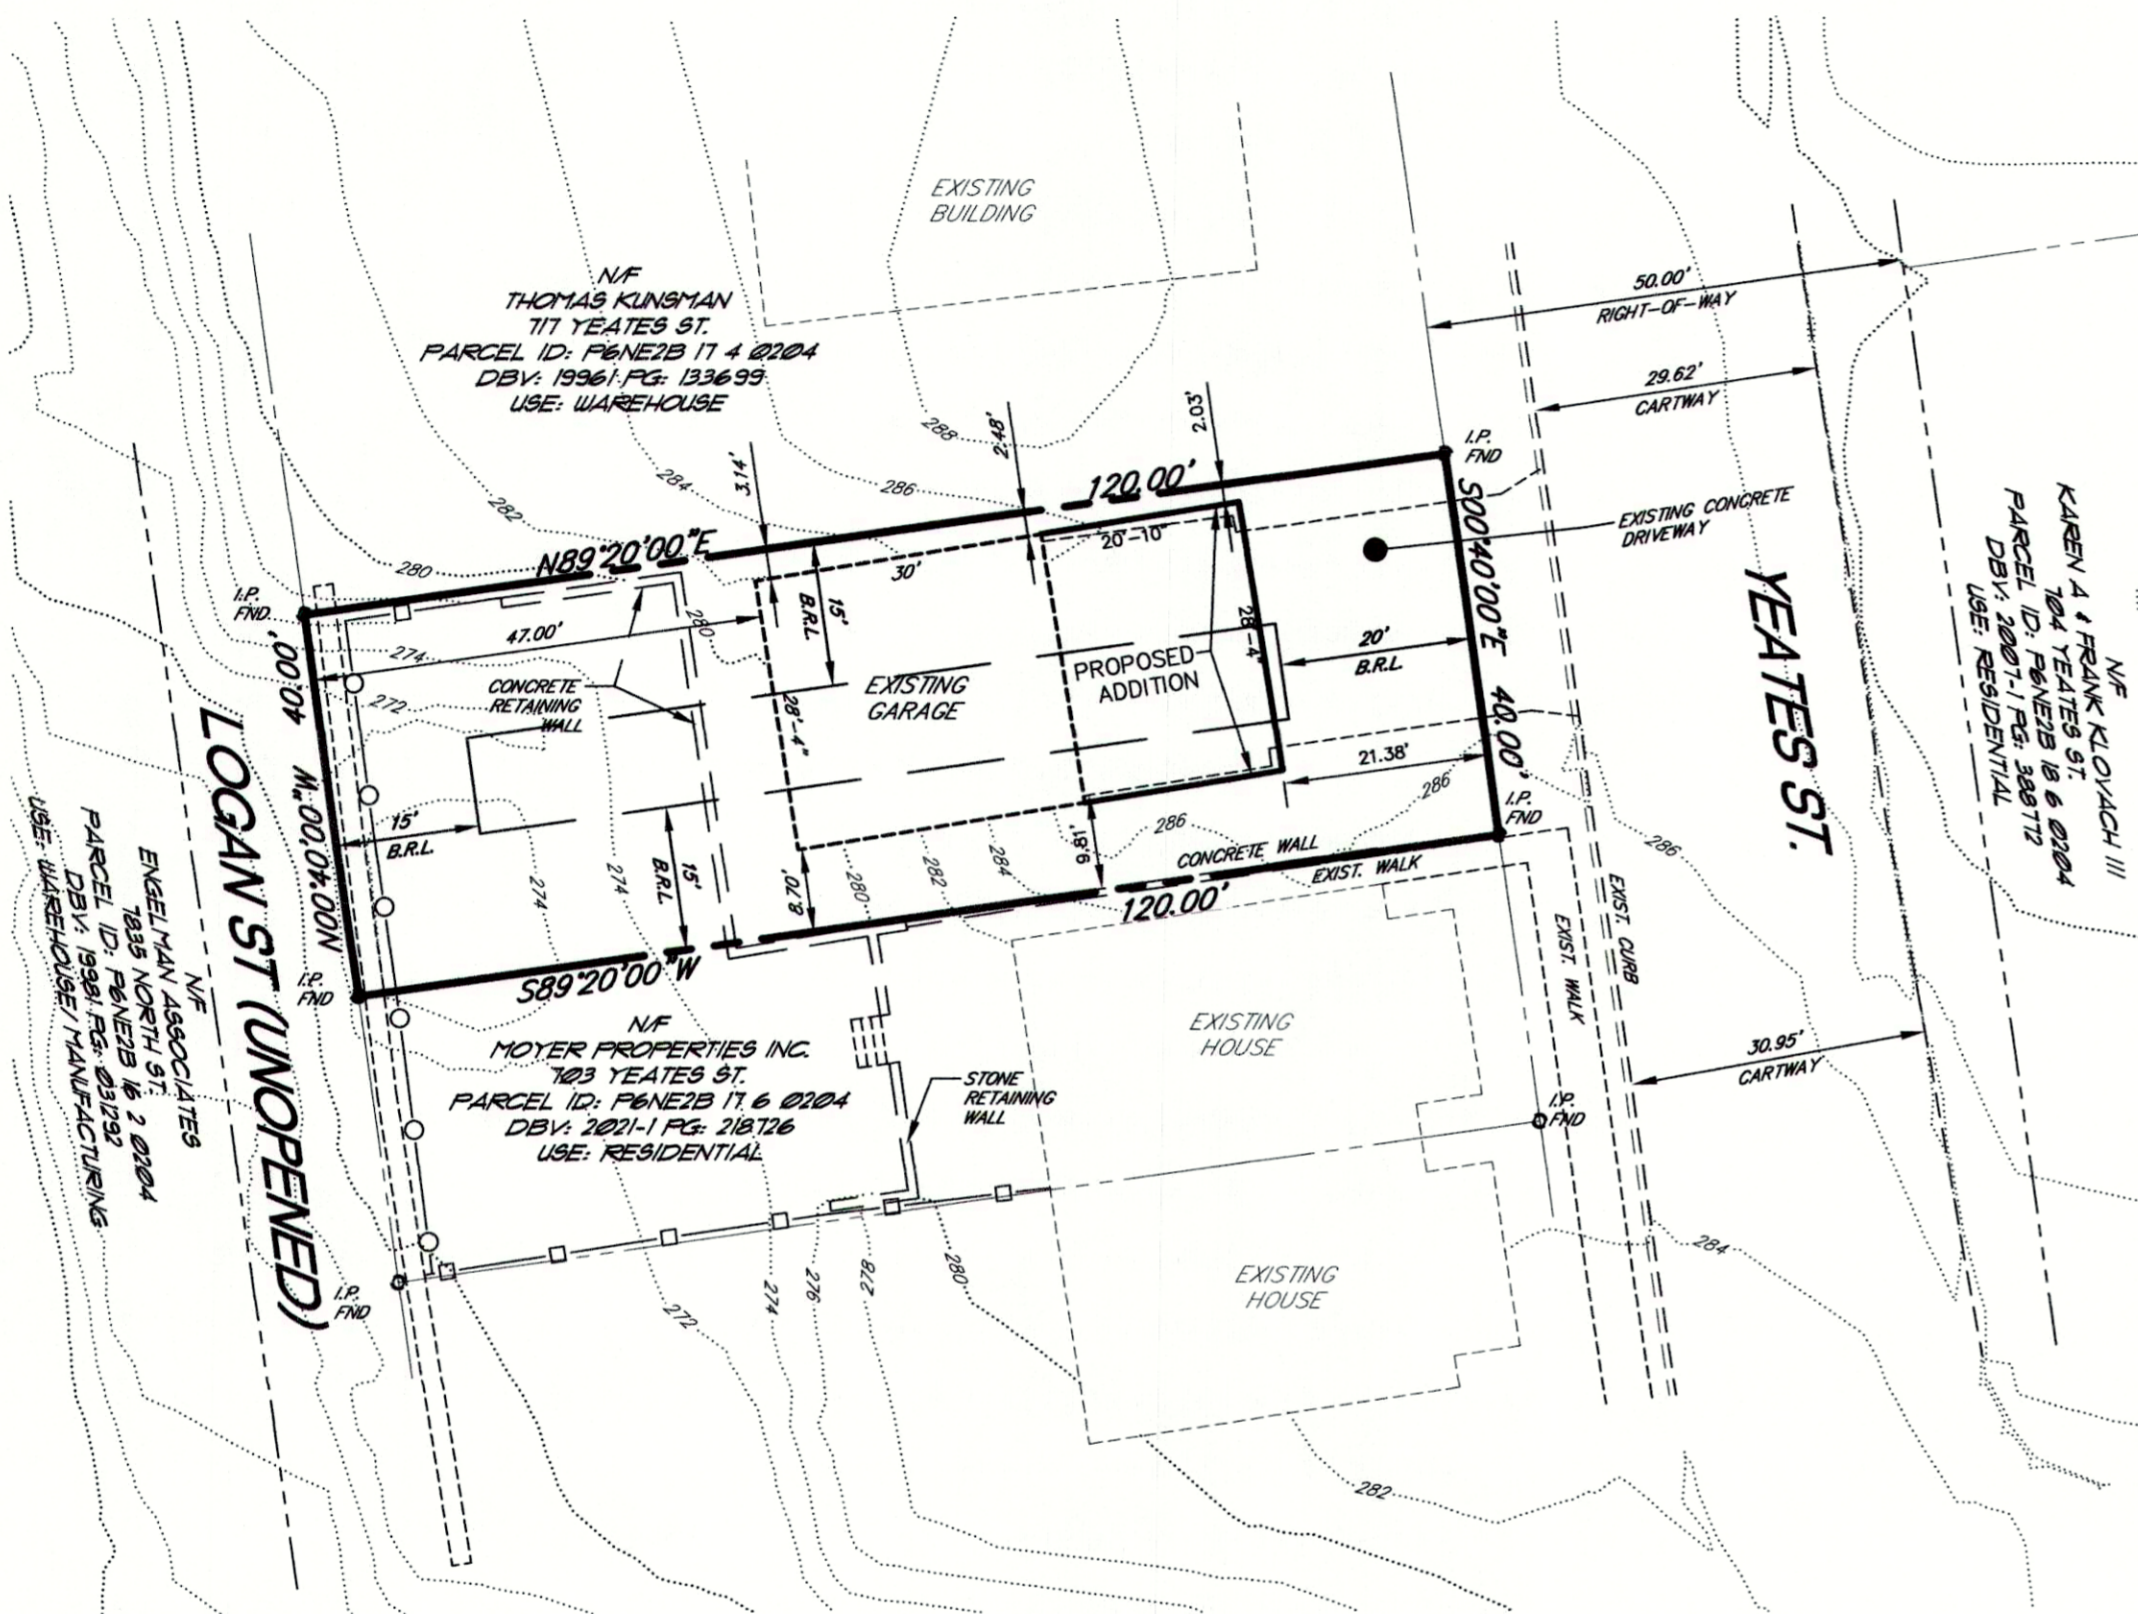 EXISTING
BUILDING
N/F
THOMAS KUNSMAN
717 YEATES ST.
PARCEL ID: P6NE2B 17 4 0204
DBV: 1996/ PG: 133699
USE: WAREHOUSE
50.00'
RIGHT-OF-WAY
29.62'
CARTWAY
288
284
282
286
280
3.14'
2.48'
2.03'
120.00'
I.P.
FND
N89°20'00"E
S00°40'00"E 40.00'
EXISTING CONCRETE
DRIVEWAY
YEATES ST.
N/F
KAREN A & FRANK KLOVACH III
704 YEATES ST.
PARCEL ID: P6NE2B 18 6 0204
DBV: 2007-1 PG: 388772
USE: RESIDENTIAL
I.P.
FND
47.00'
30'
20'-10"
15'
B.R.L.
280
274
272
CONCRETE
RETAINING
WALL
28'-4"
EXISTING
GARAGE
PROPOSED
ADDITION
28'-4"
20'
B.R.L.
21.38'
286
I.P.
FND
N00°40'00"W 40.00'
LOGAN ST (UNOPENED)
15'
B.R.L.
15'
B.R.L.
274
274
8.70'
280
282
284
9.81'
286
CONCRETE WALL
EXIST. WALK
286
120.00'
S89°20'00"W
I.P.
FND
EXIST. WALK
EXIST. CURB
N/F
ENGELMAN ASSOCIATES
7835 NORTH ST.
PARCEL ID: P6NE2B 16 2 0204
DBV: 1998/ PG: 031292
USE: WAREHOUSE/ MANUFACTURING
N/F
MOYER PROPERTIES INC.
703 YEATES ST.
PARCEL ID: P6NE2B 17 6 0204
DBV: 2021-1 PG: 218726
USE: RESIDENTIAL
STONE
RETAINING
WALL
EXISTING
HOUSE
30.95'
CARTWAY
I.P.
FND
EXISTING
HOUSE
284
I.P.
FND
272
274
276
278
280
282